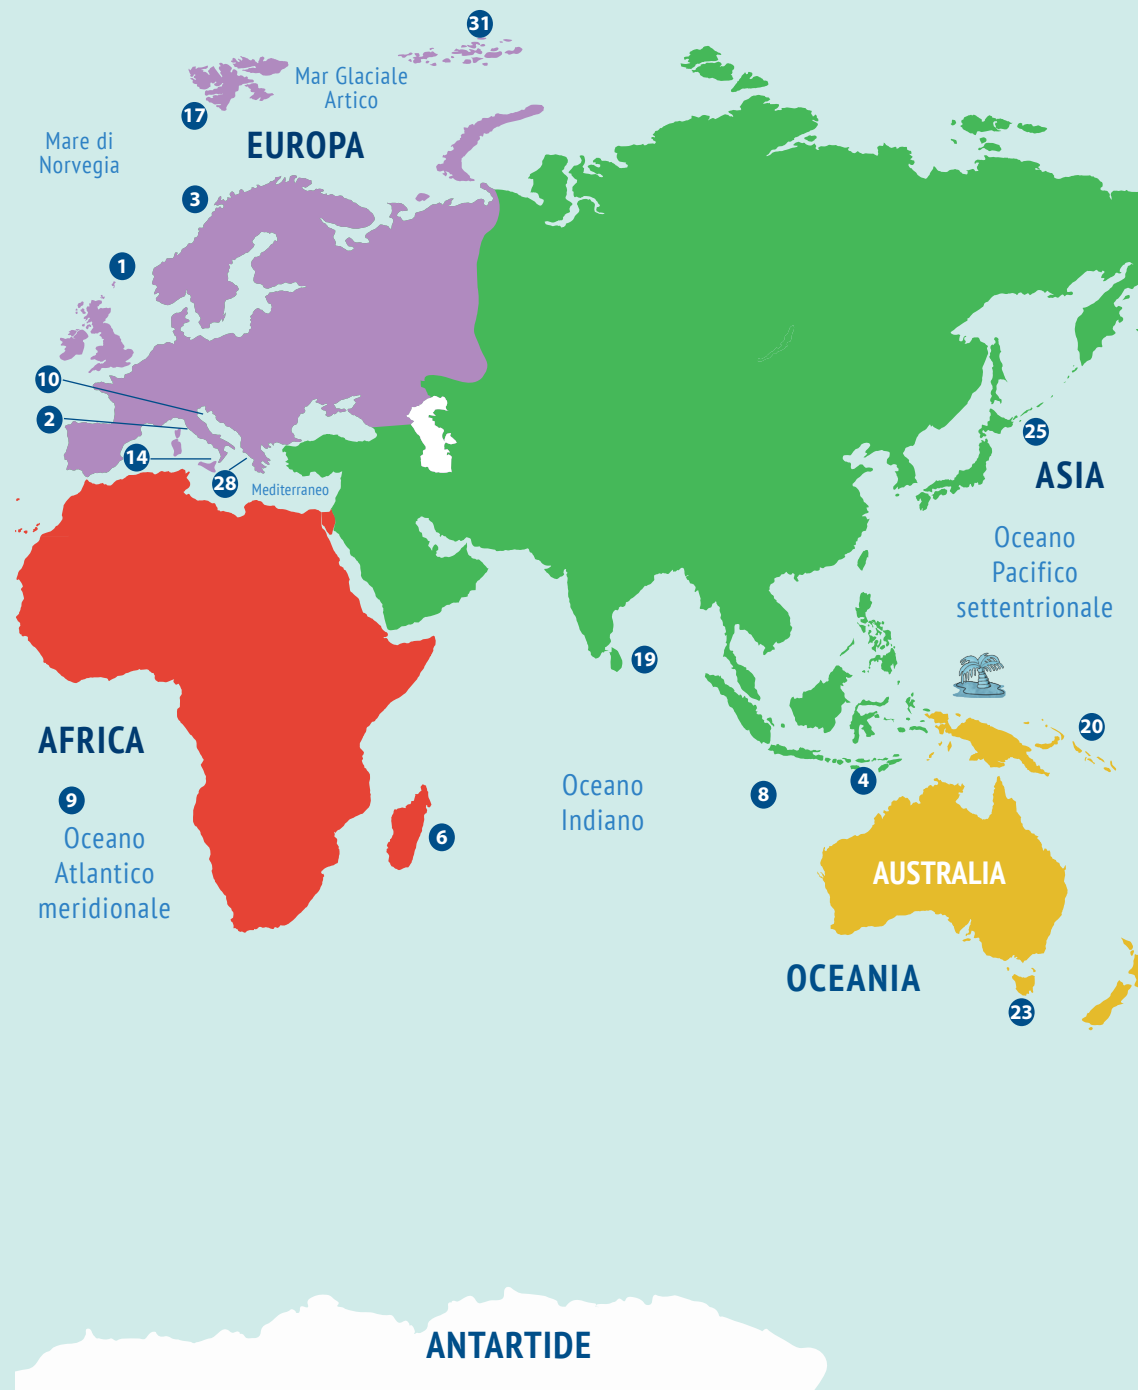 31
Mar Glaciale
Artico
17
EUROPA
Mare di
Norvegia
3
1
10
2
14
28
Mediterraneo
25
ASIA
Oceano
Pacifico
settentrionale
19
20
AFRICA
9
Oceano
Atlantico
meridionale
6
Oceano
Indiano
8
4
AUSTRALIA
OCEANIA
23
ANTARTIDE